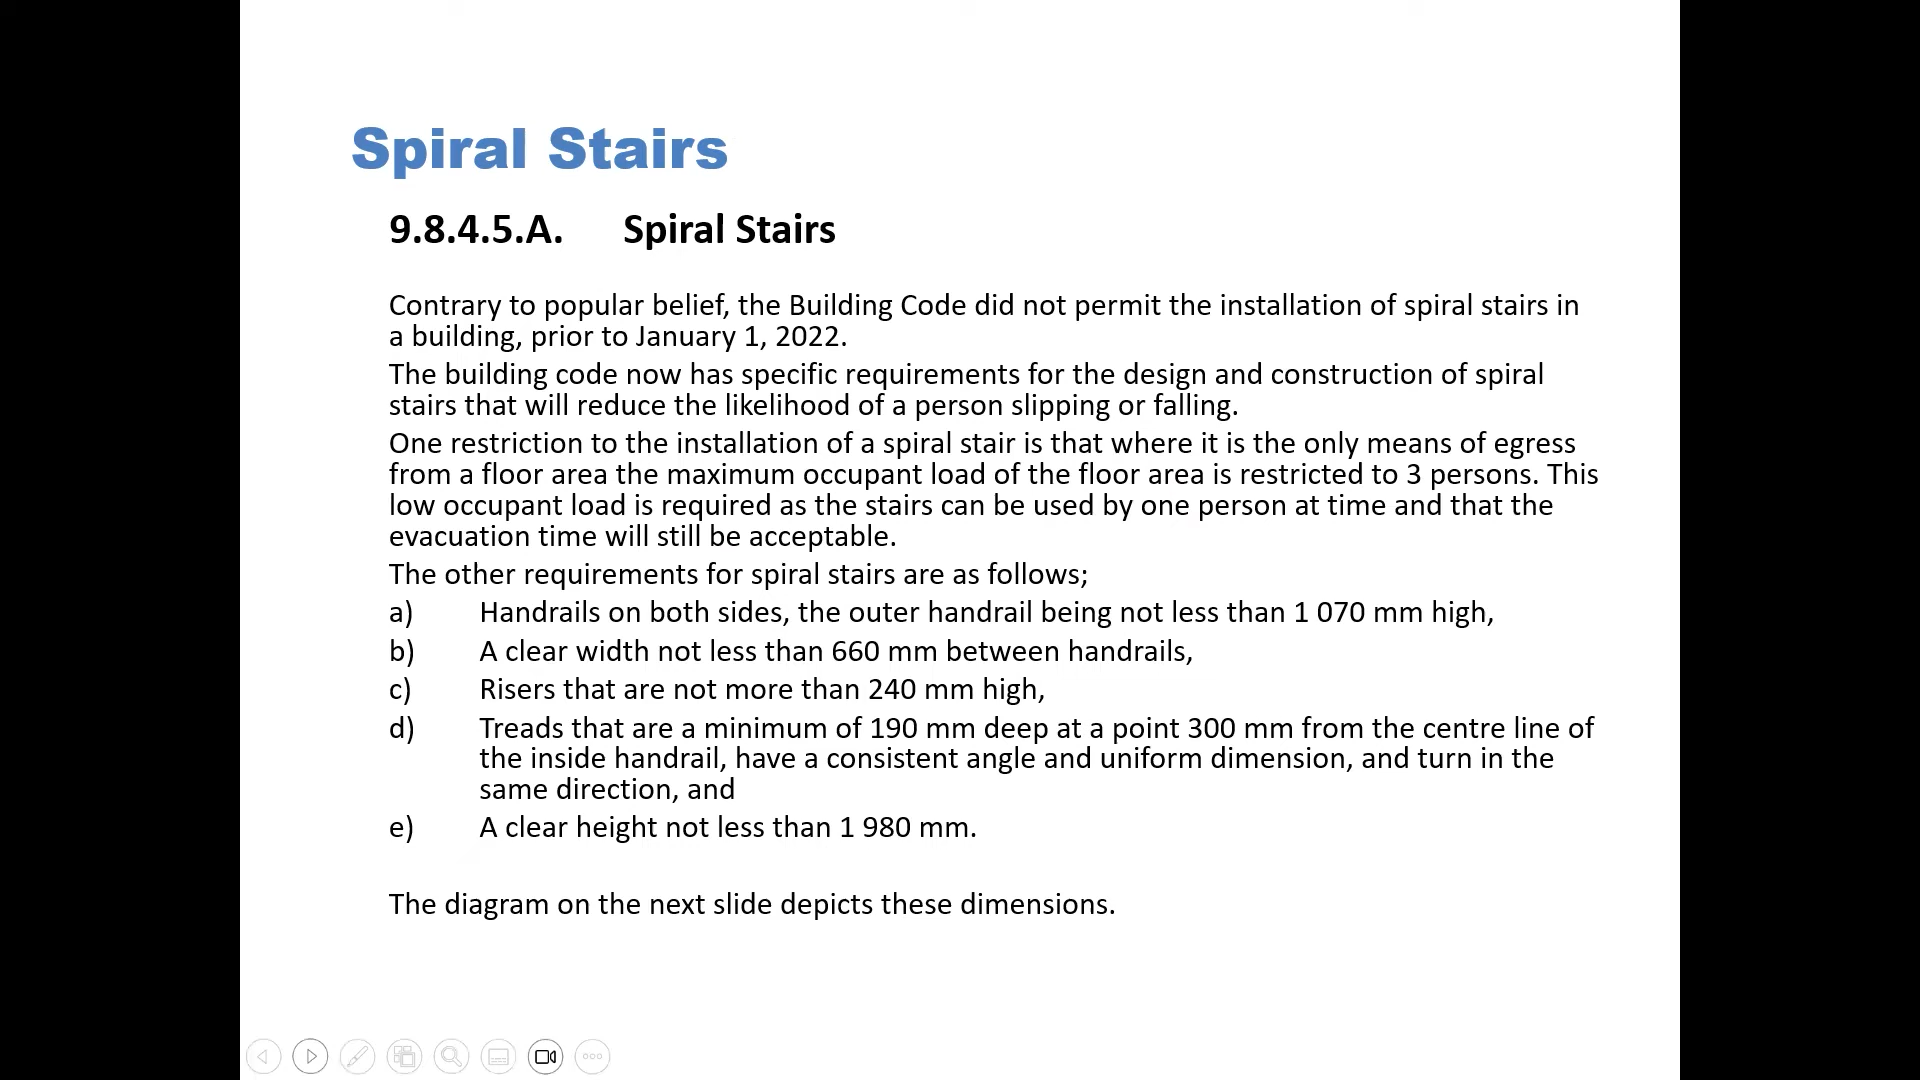 Spiral Stairs
9.8.4.5.A. Spiral Stairs
Contrary to popular belief, the Building Code did not permit the installation of spiral stairs in
a building, prior to January 1, 2022.
The building code now has specific requirements for the design and construction of spiral
stairs that will reduce the likelihood of a person slipping or falling.
One restriction to the installation of a spiral stair is that where it is the only means of egress
from a floor area the maximum occupant load of the floor area is restricted to 3 persons. This
low occupant load is required as the stairs can be used by one person at time and that the
evacuation time will still be acceptable.
The other requirements for spiral stairs are as follows;
a) Handrails on both sides, the outer handrail being not less than 1 070 mm high,
b) A clear width not less than 660 mm between handrails,
c) Risers that are not more than 240 mm high,
d) Treads that are a minimum of 190 mm deep at a point 300 mm from the centre line of
the inside handrail, have a consistent angle and uniform dimension, and turn in the
same direction, and
e) A clear height not less than 1 980 mm.
The diagram on the next slide depicts these dimensions.